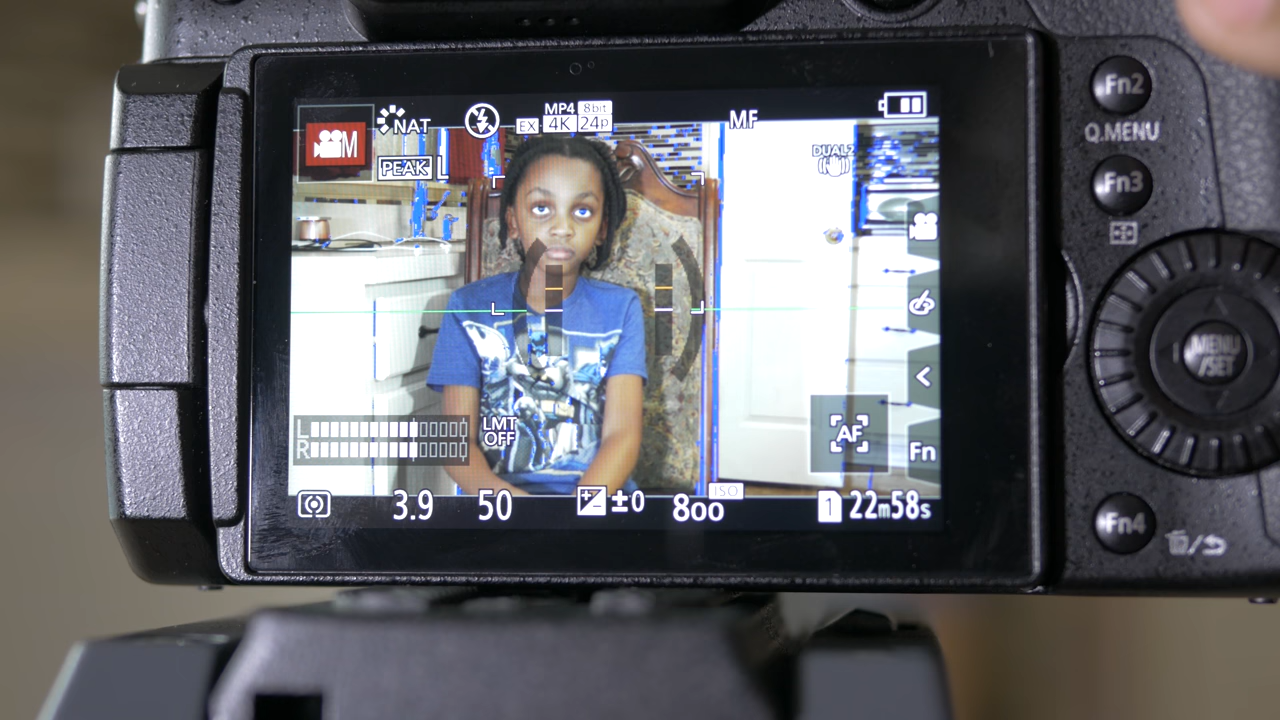 NAT
EX MP4 8bit 4K 24p
MF
M
PEAK L
DUAL2
Fn2
Q.MENU
Fn3
MENU
/SET
L
R
LMT
OFF
AF
Fn
3.9 50 ±0 800 ISO 1 22m58s
Fn4